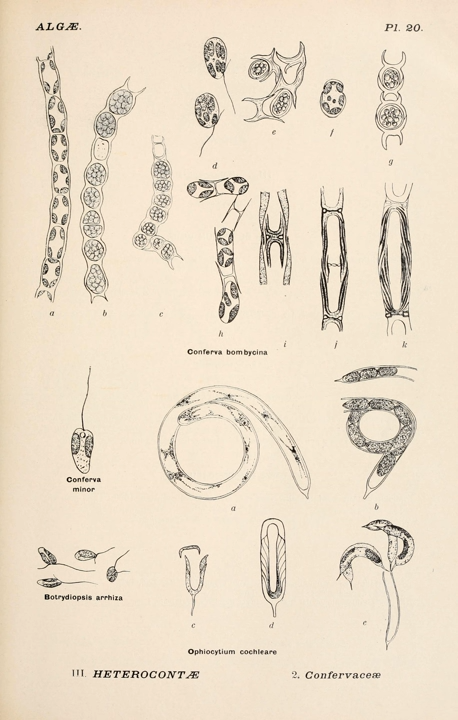 ALGÆ.
Pl. 20.
d
e
f
g
a
b
c
h
i
j
k
Conferva bombycina
Conferva
minor
a
b
Botrydiopsis arrhiza
c
d
e
Ophiocytium cochleare
III. HETEROCONTÆ
2. Confervaceæ